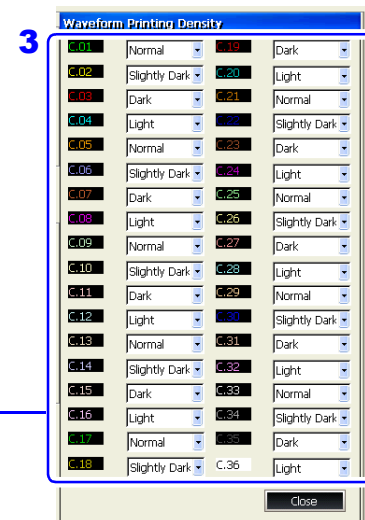 Waveform Printing Density
3
C.01 Normal C.19 Dark
C.02 Slightly Dark C.20 Light
C.03 Dark C.21 Normal
C.04 Light C.22 Slightly Dark
C.05 Normal C.23 Dark
C.06 Slightly Dark C.24 Light
C.07 Dark C.25 Normal
C.08 Light C.26 Slightly Dark
C.09 Normal C.27 Dark
C.10 Slightly Dark C.28 Light
C.11 Dark C.29 Normal
C.12 Light C.30 Slightly Dark
C.13 Normal C.31 Dark
C.14 Slightly Dark C.32 Light
C.15 Dark C.33 Normal
C.16 Light C.34 Slightly Dark
C.17 Normal C.35 Dark
C.18 Slightly Dark C.36 Light
Close